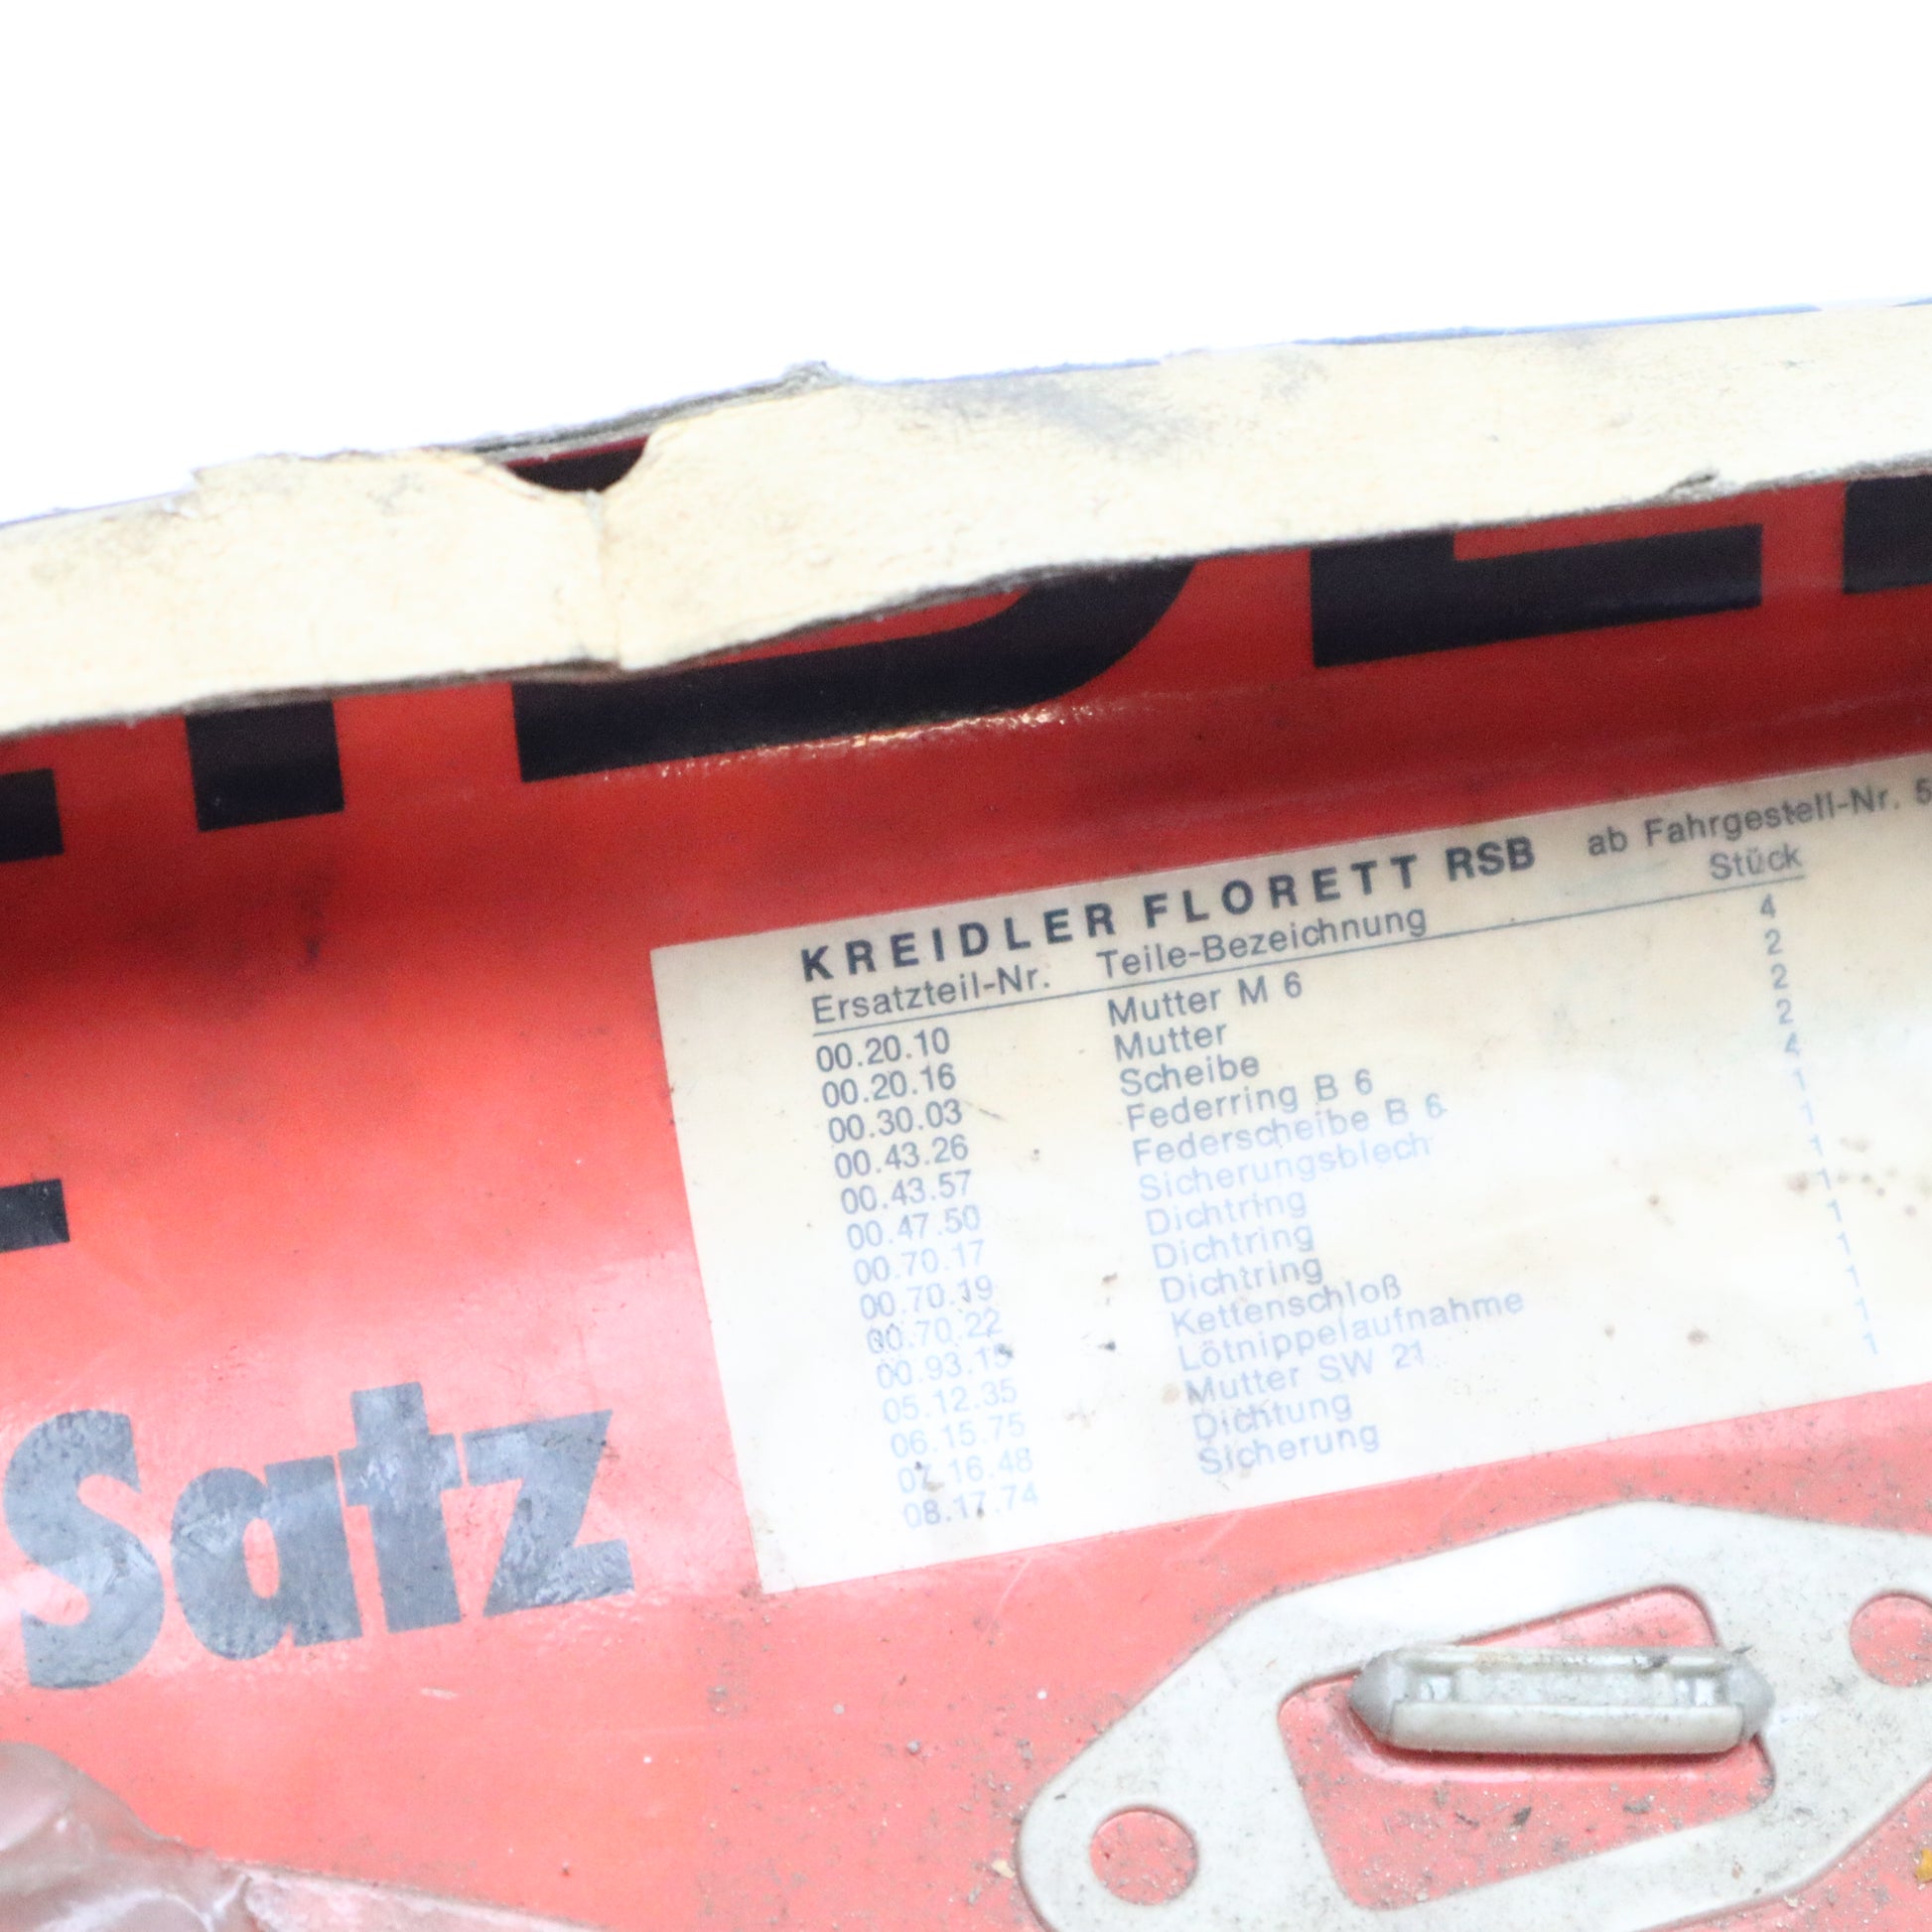 KREIDLER FLORETT RSB ab Fahrgestell-Nr. 5
Ersatzteil-Nr. Teile-Bezeichnung Stück
00.20.10 Mutter M 6 4
00.20.16 Mutter 2
00.30.03 Scheibe 2
00.43.26 Federring B 6 2
00.43.57 Federscheibe B 6 4
00.47.50 Sicherungsblech 1
00.70.17 Dichtring 1
00.70.19 Dichtring 1
00.70.22 Dichtring 1
00.93.15 Kettenschloß 1
05.12.35 Lötnippelaufnahme 1
06.15.75 Mutter SW 21 1
07.16.48 Dichtung 1
08.17.74 Sicherung 1
Satz